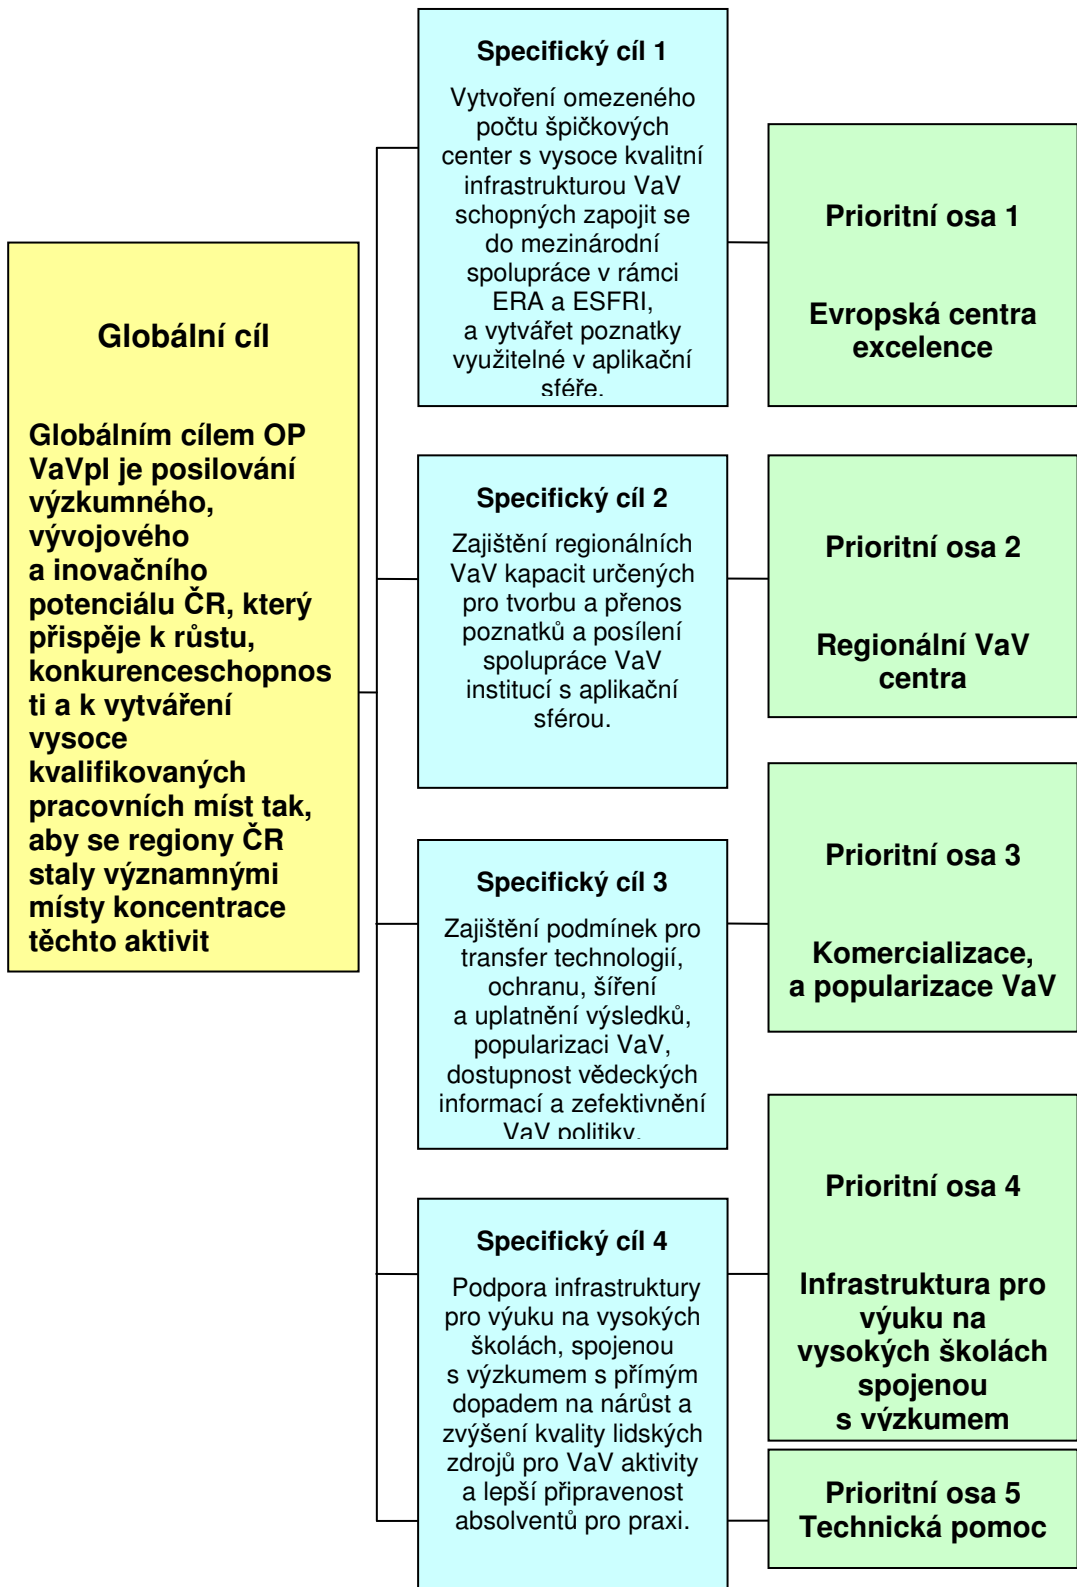 Globální cíl
Globálním cílem OP
VaVpI je posilování
výzkumného,
vývojového
a inovačního
potenciálu ČR, který
přispěje k růstu,
konkurenceschopnos
ti a k vytváření
vysoce
kvalifikovaných
pracovních míst tak,
aby se regiony ČR
staly významnými
místy koncentrace
těchto aktivit
Specifický cíl 1
Vytvoření omezeného
počtu špičkových
center s vysoce kvalitní
infrastrukturou VaV
schopných zapojit se
do mezinárodní
spolupráce v rámci
ERA a ESFRI,
a vytvářet poznatky
využitelné v aplikační
sféře.
Prioritní osa 1
Evropská centra
excelence
Specifický cíl 2
Zajištění regionálních
VaV kapacit určených
pro tvorbu a přenos
poznatků a posílení
spolupráce VaV
institucí s aplikační
sférou.
Prioritní osa 2
Regionální VaV
centra
Specifický cíl 3
Zajištění podmínek pro
transfer technologií,
ochranu, šíření
a uplatnění výsledků,
popularizaci VaV,
dostupnost vědeckých
informací a zefektivnění
VaV politiky.
Prioritní osa 3
Komercializace,
a popularizace VaV
Specifický cíl 4
Podpora infrastruktury
pro výuku na vysokých
školách, spojenou
s výzkumem s přímým
dopadem na nárůst a
zvýšení kvality lidských
zdrojů pro VaV aktivity
a lepší připravenost
absolventů pro praxi.
Prioritní osa 4
Infrastruktura pro
výuku na
vysokých školách
spojenou
s výzkumem
Prioritní osa 5
Technická pomoc